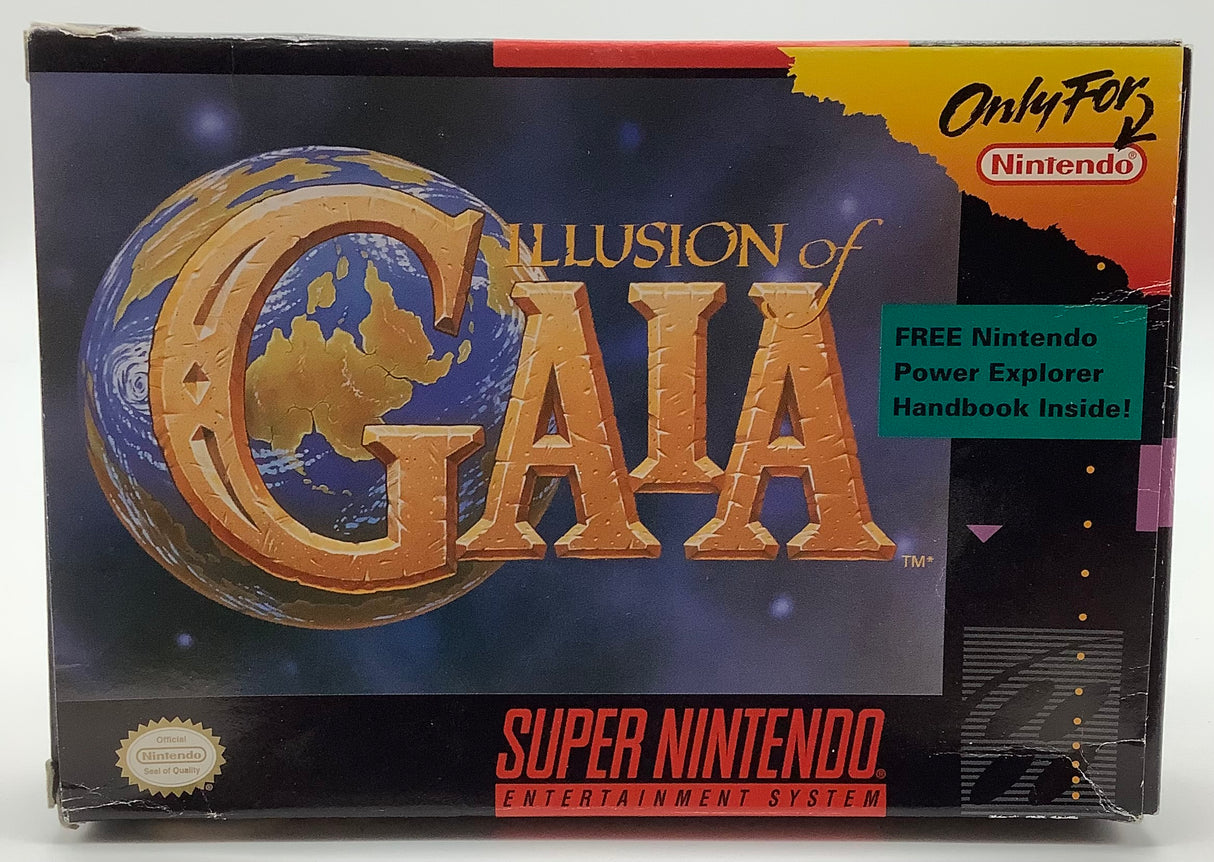 Only For
Nintendo®
ILLUSION of
GAIA
TM*
FREE Nintendo
Power Explorer
Handbook Inside!
Official
Nintendo
Seal of Quality
®
SUPER NINTENDO®
ENTERTAINMENT SYSTEM